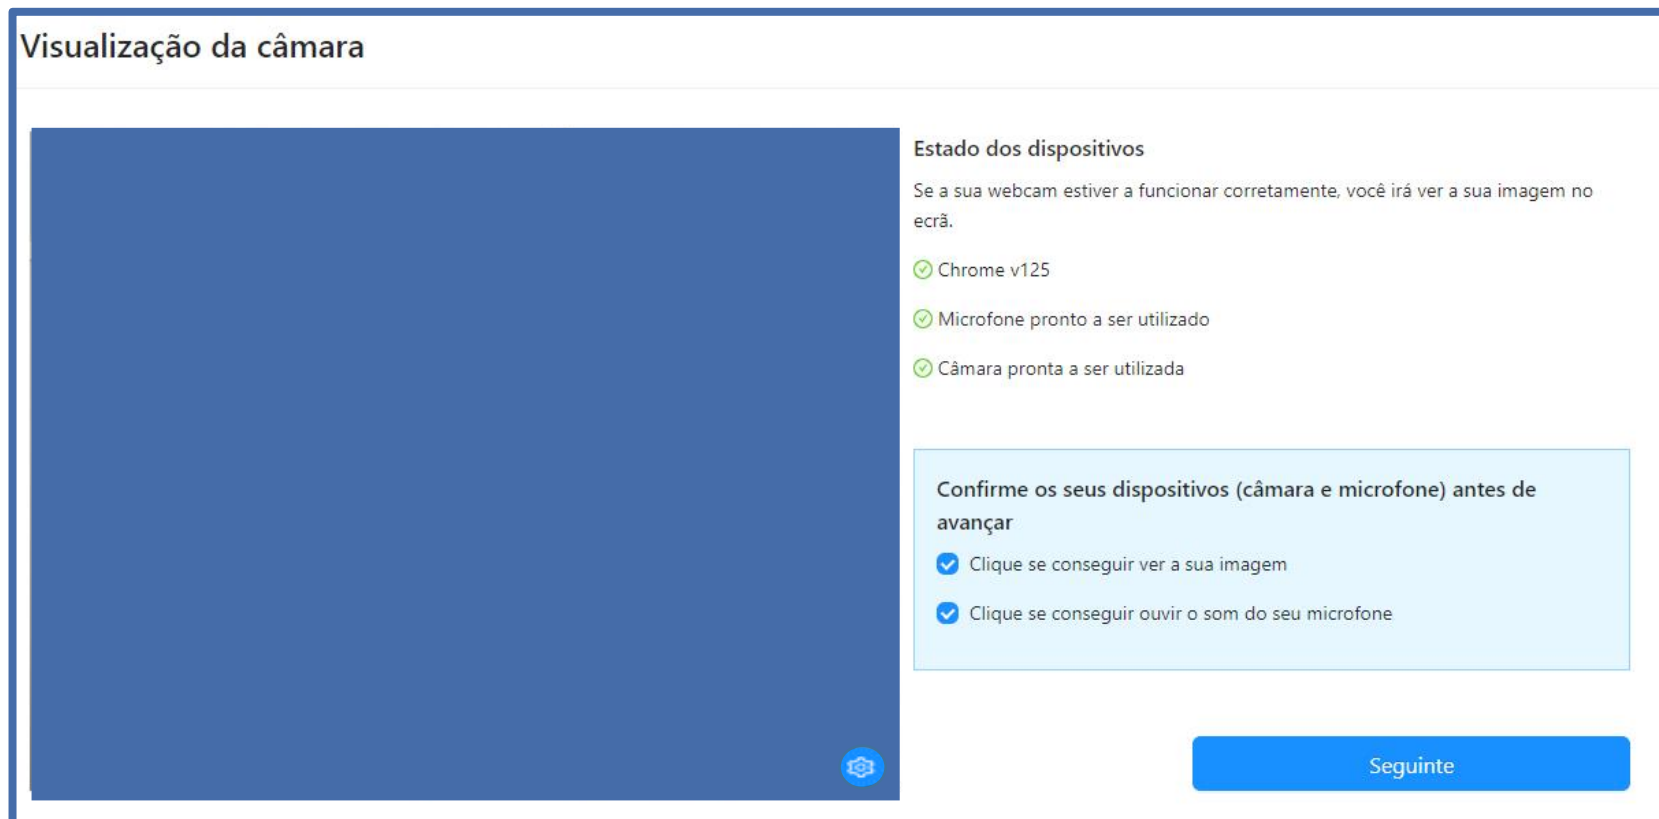 Visualização da câmara
Estado dos dispositivos
Se a sua webcam estiver a funcionar corretamente, você irá ver a sua imagem no
ecrã.
Chrome v125
Microfone pronto a ser utilizado
Câmara pronta a ser utilizada
Confirme os seus dispositivos (câmara e microfone) antes de
avançar
Clique se conseguir ver a sua imagem
Clique se conseguir ouvir o som do seu microfone
Seguinte